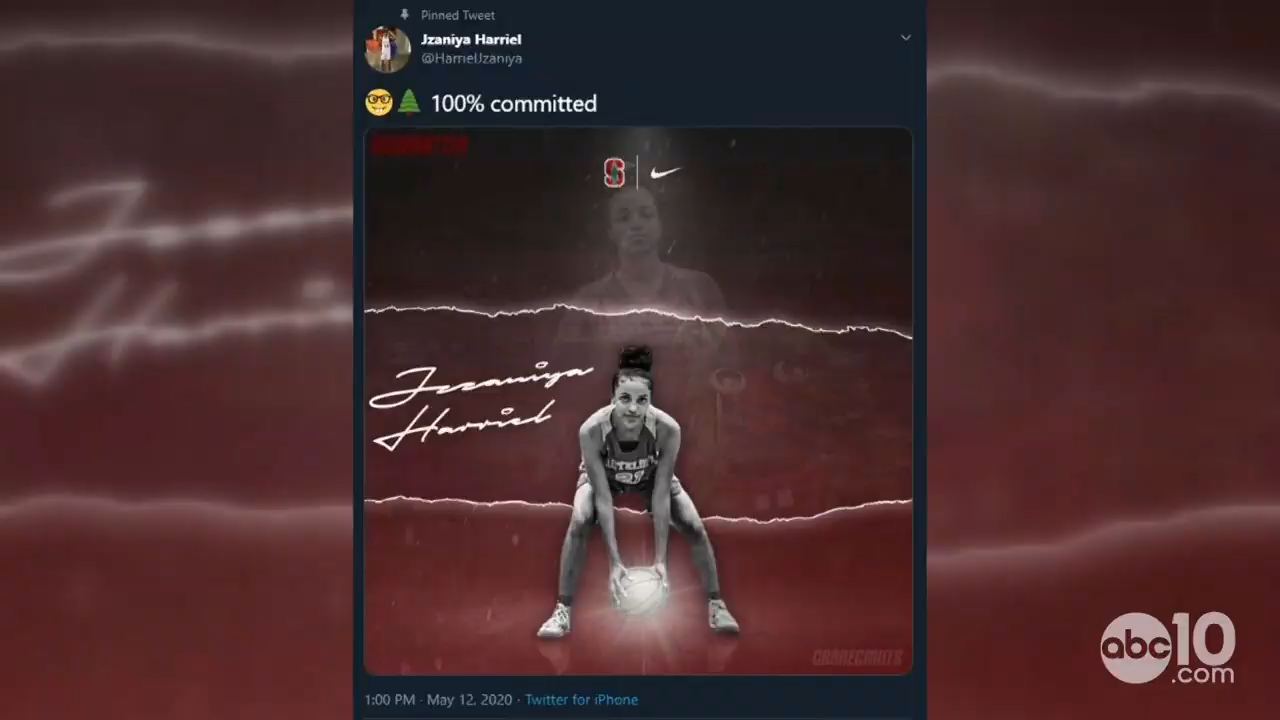 Pinned Tweet
Jzaniya Harriel
@HarrielJzaniya
🤓🌲 100% committed
S
Jzaniya
Harriel
21
1:00 PM · May 12, 2020 · Twitter for iPhone
abc10
.com